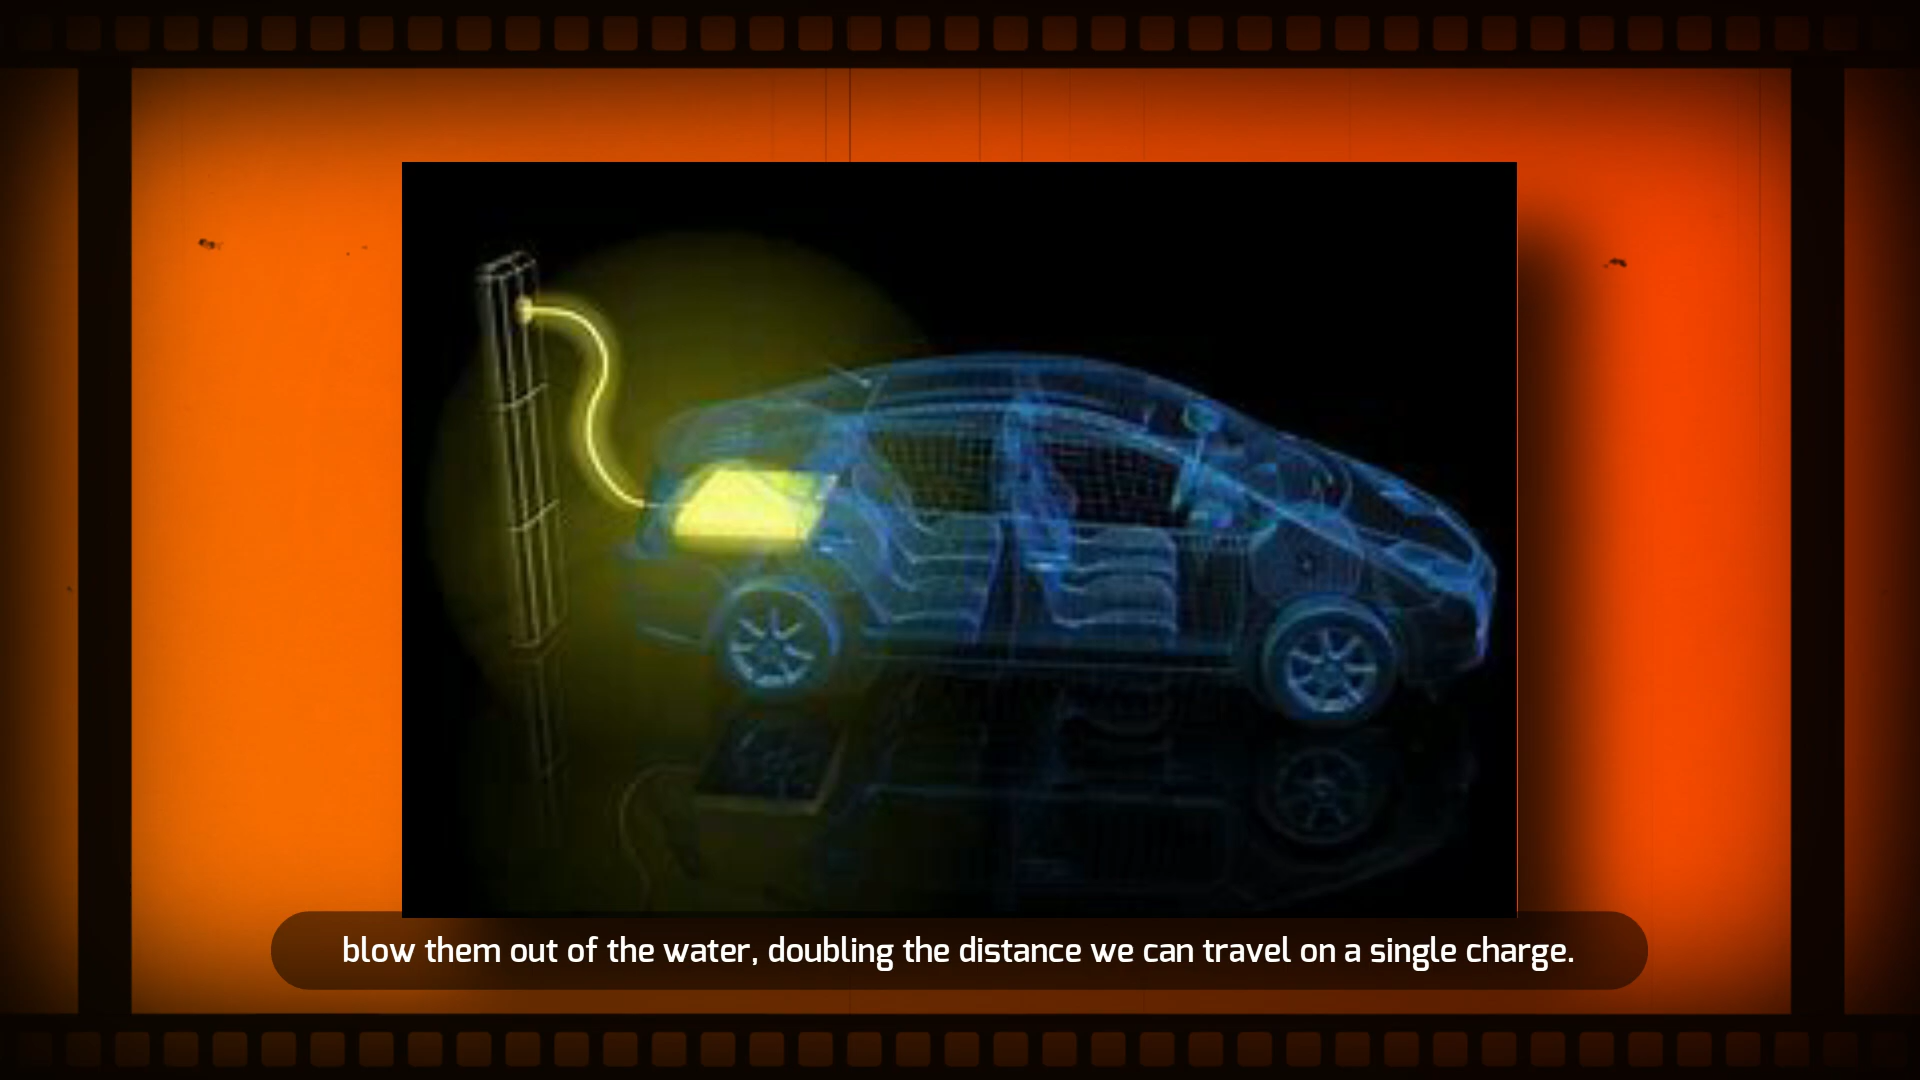 blow them out of the water, doubling the distance we can travel on a single charge.